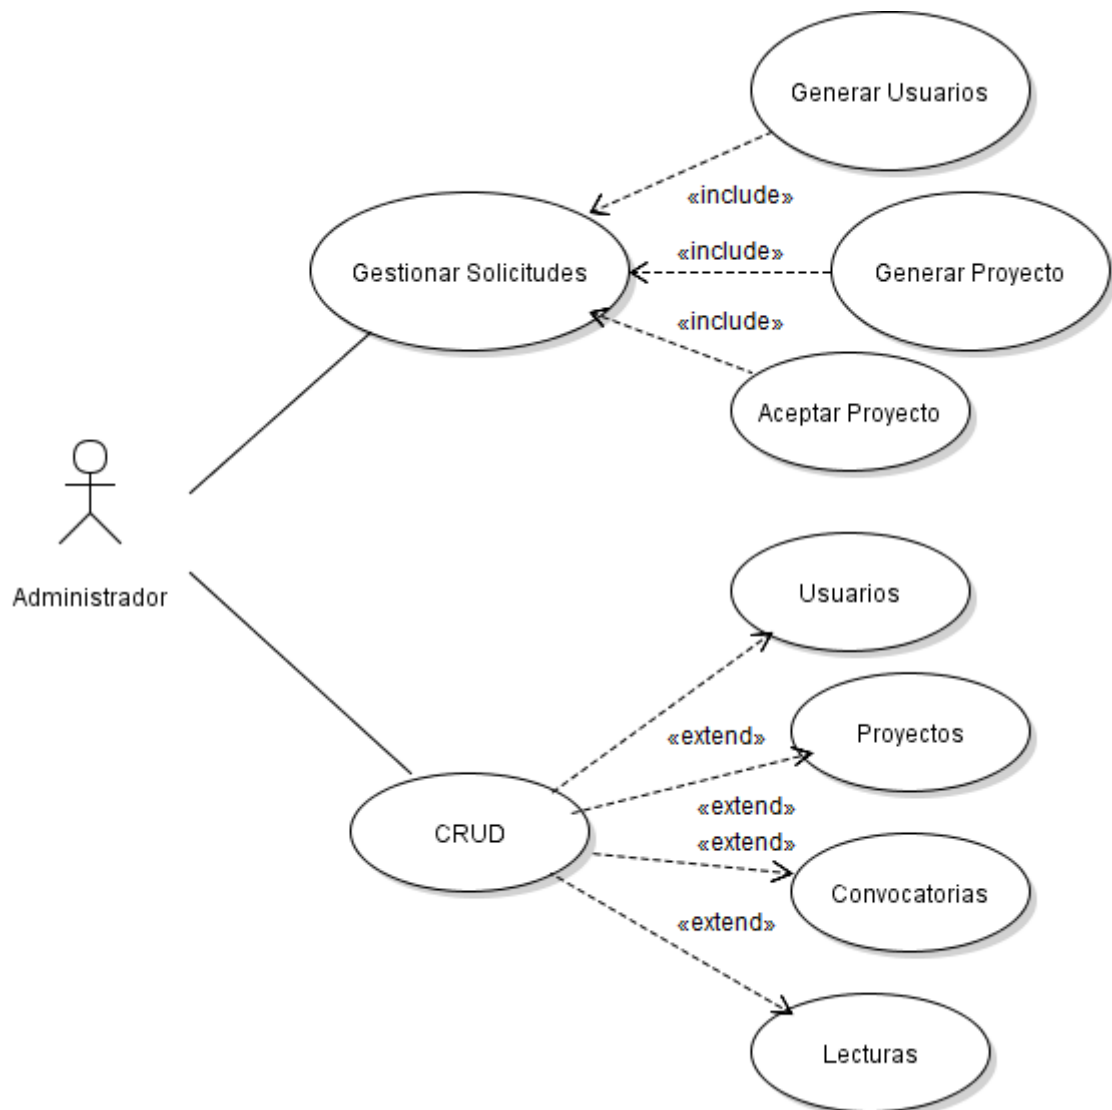 Generar Usuarios
«include»
Gestionar Solicitudes
«include»
Generar Proyecto
«include»
Aceptar Proyecto
Administrador
Usuarios
«extend»
Proyectos
«extend»
«extend»
CRUD
Convocatorias
«extend»
Lecturas